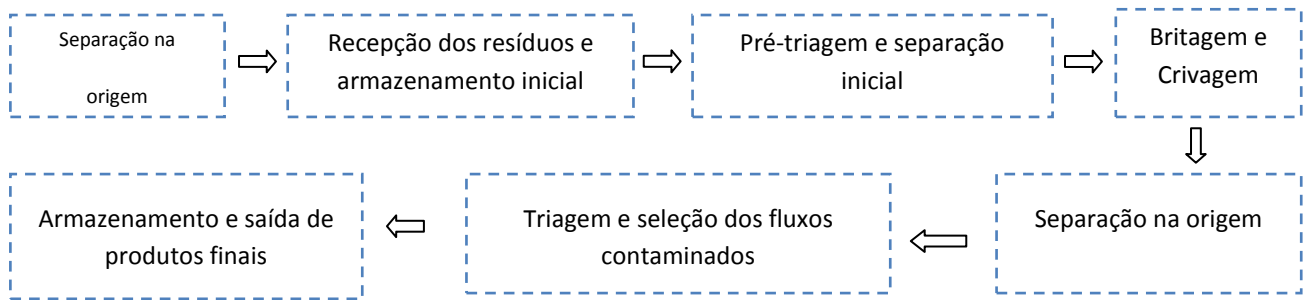 Separação na
origem
Recepção dos resíduos e
armazenamento inicial
Pré-triagem e separação
inicial
Britagem e
Crivagem
Separação na origem
Triagem e seleção dos fluxos
contaminados
Armazenamento e saída de
produtos finais